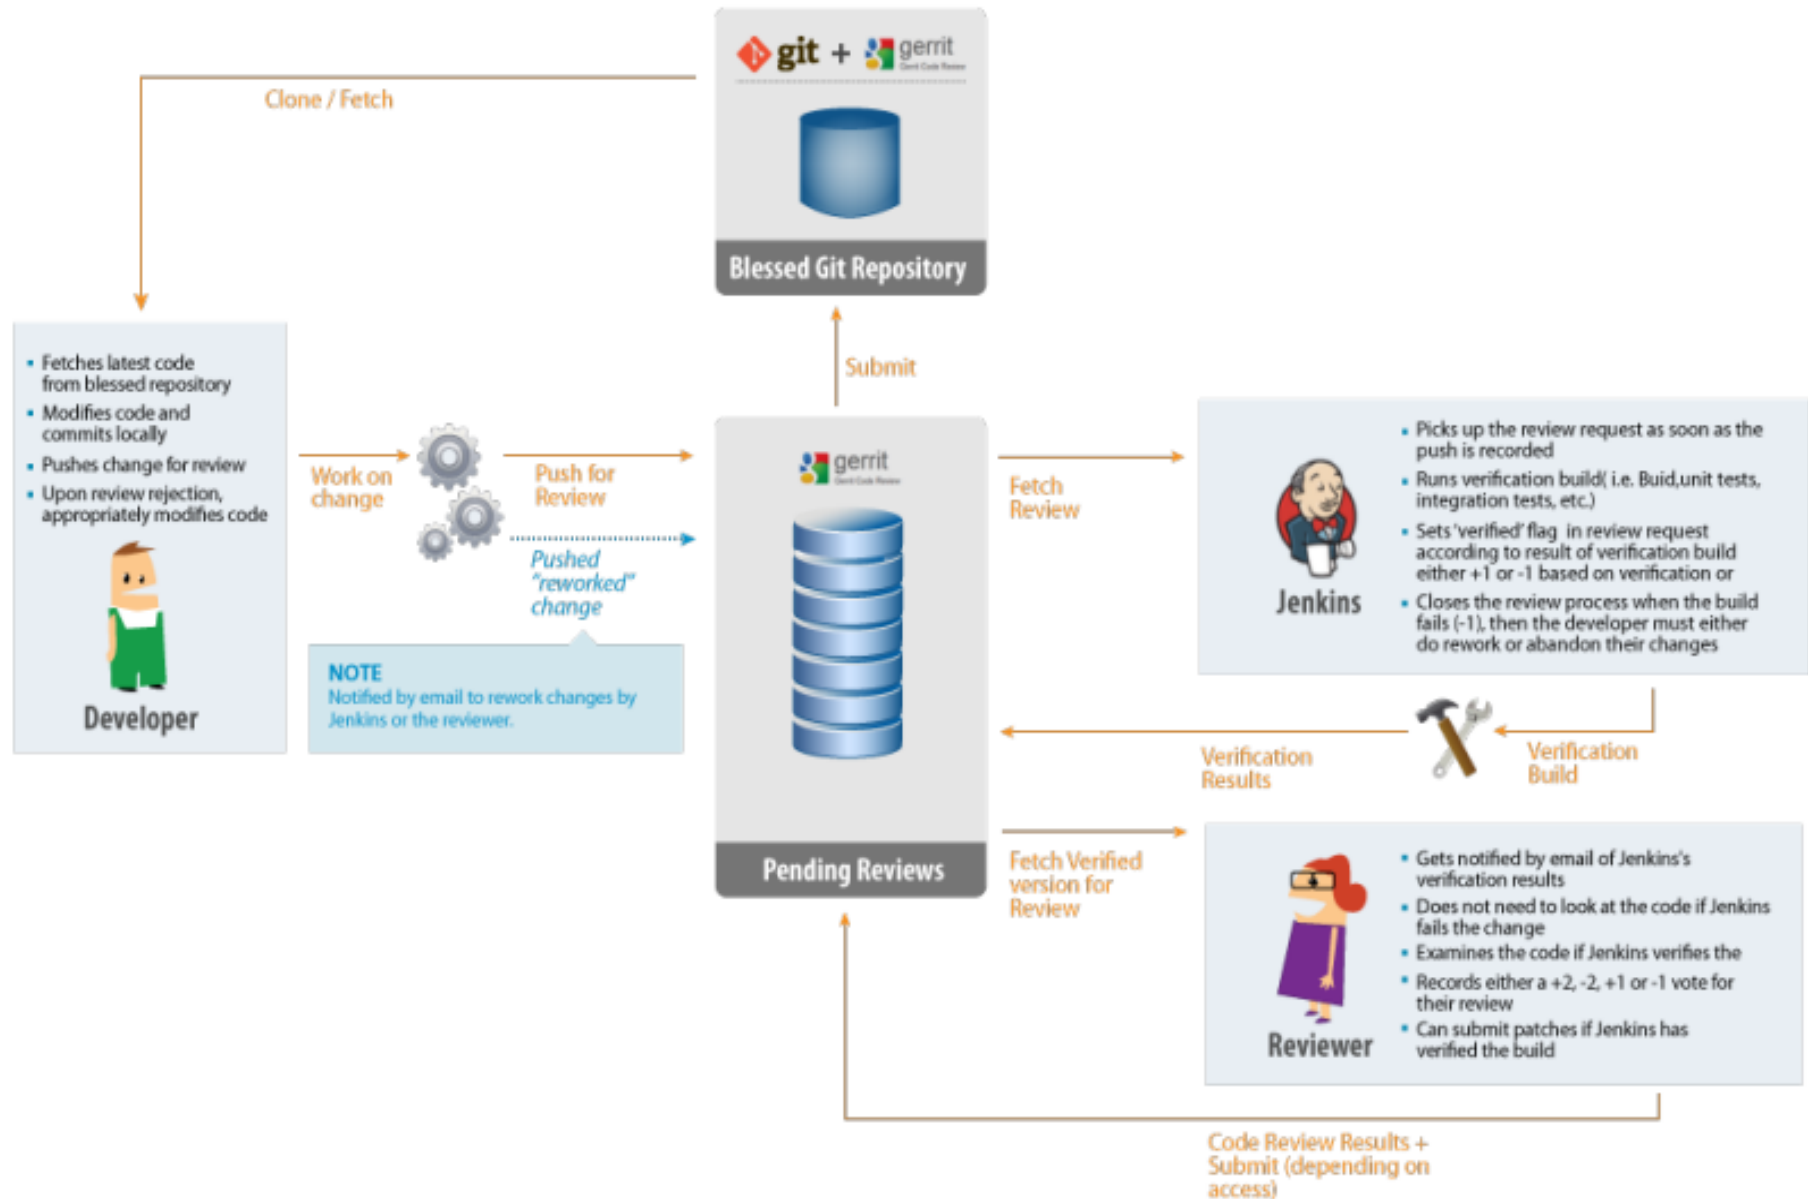 git + gerrit
Gerrit Code Review
Clone / Fetch
Blessed Git Repository
Submit
Fetches latest code
from blessed repository
Modifies code and
commits locally
Pushes change for review
Upon review rejection,
appropriately modifies code
Developer
Work on
change
Push for
Review
Pushed
"reworked"
change
NOTE
Notified by email to rework changes by
Jenkins or the reviewer.
gerrit
Gerrit Code Review
Pending Reviews
Fetch
Review
Picks up the review request as soon as the
push is recorded
Runs verification build( i.e. Buid,unit tests,
integration tests, etc.)
Sets 'verified' flag in review request
according to result of verification build
either +1 or -1 based on verification or
Closes the review process when the build
fails (-1), then the developer must either
do rework or abandon their changes
Jenkins
Verification
Results
Verification
Build
Fetch Verified
version for
Review
Gets notified by email of Jenkins's
verification results
Does not need to look at the code if Jenkins
fails the change
Examines the code if Jenkins verifies the
Records either a +2, -2, +1 or -1 vote for
their review
Can submit patches if Jenkins has
verified the build
Reviewer
Code Review Results +
Submit (depending on
access)